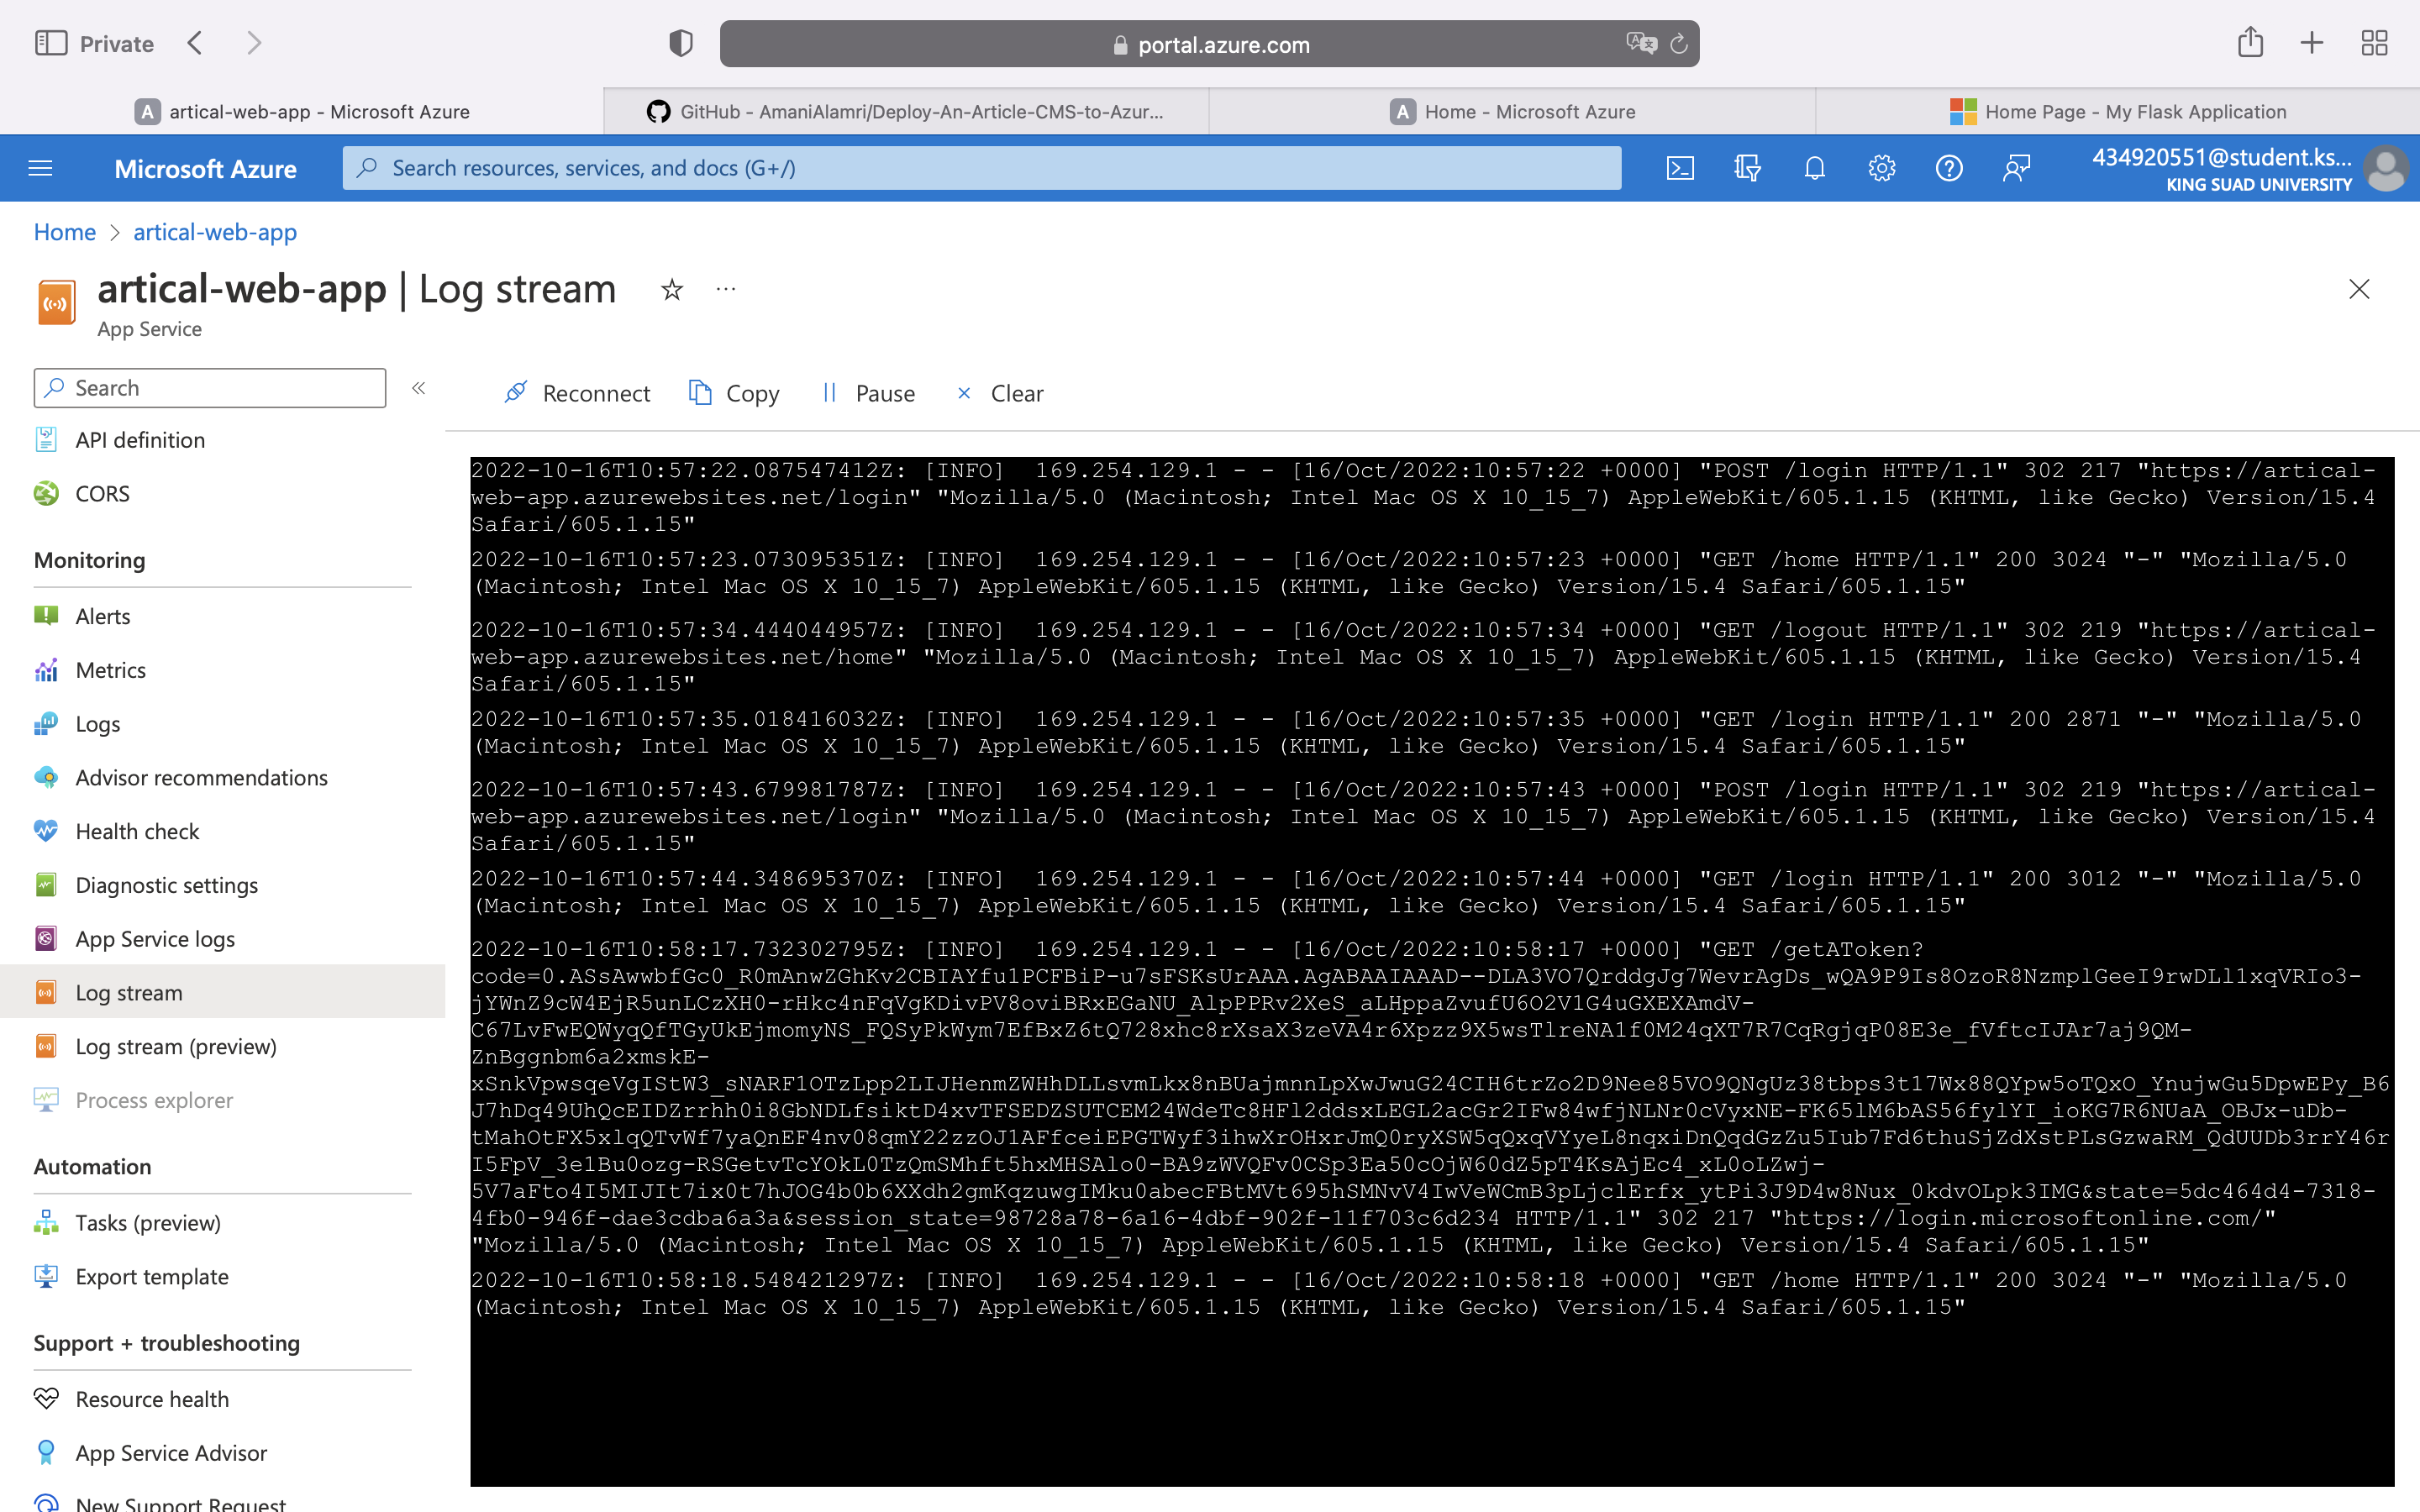 Private
portal.azure.com
artical-web-app - Microsoft Azure
GitHub - AmaniAlamri/Deploy-An-Article-CMS-to-Azur...
Home - Microsoft Azure
Home Page - My Flask Application
Microsoft Azure
Search resources, services, and docs (G+/)
434920551@student.ks...
KING SUAD UNIVERSITY
Home > artical-web-app
artical-web-app | Log stream
App Service
Search
API definition
CORS
Monitoring
Alerts
Metrics
Logs
Advisor recommendations
Health check
Diagnostic settings
App Service logs
Log stream
Log stream (preview)
Process explorer
Automation
Tasks (preview)
Export template
Support + troubleshooting
Resource health
App Service Advisor
New Support Request
Reconnect
Copy
Pause
Clear
2022-10-16T10:57:22.087547412Z: [INFO]  169.254.129.1 - - [16/Oct/2022:10:57:22 +0000] "POST /login HTTP/1.1" 302 217 "https://artical-
web-app.azurewebsites.net/login" "Mozilla/5.0 (Macintosh; Intel Mac OS X 10_15_7) AppleWebKit/605.1.15 (KHTML, like Gecko) Version/15.4
Safari/605.1.15"
2022-10-16T10:57:23.073095351Z: [INFO]  169.254.129.1 - - [16/Oct/2022:10:57:23 +0000] "GET /home HTTP/1.1" 200 3024 "-" "Mozilla/5.0
(Macintosh; Intel Mac OS X 10_15_7) AppleWebKit/605.1.15 (KHTML, like Gecko) Version/15.4 Safari/605.1.15"
2022-10-16T10:57:34.444044957Z: [INFO]  169.254.129.1 - - [16/Oct/2022:10:57:34 +0000] "GET /logout HTTP/1.1" 302 219 "https://artical-
web-app.azurewebsites.net/home" "Mozilla/5.0 (Macintosh; Intel Mac OS X 10_15_7) AppleWebKit/605.1.15 (KHTML, like Gecko) Version/15.4
Safari/605.1.15"
2022-10-16T10:57:35.018416032Z: [INFO]  169.254.129.1 - - [16/Oct/2022:10:57:35 +0000] "GET /login HTTP/1.1" 200 2871 "-" "Mozilla/5.0
(Macintosh; Intel Mac OS X 10_15_7) AppleWebKit/605.1.15 (KHTML, like Gecko) Version/15.4 Safari/605.1.15"
2022-10-16T10:57:43.679981787Z: [INFO]  169.254.129.1 - - [16/Oct/2022:10:57:43 +0000] "POST /login HTTP/1.1" 302 219 "https://artical-
web-app.azurewebsites.net/login" "Mozilla/5.0 (Macintosh; Intel Mac OS X 10_15_7) AppleWebKit/605.1.15 (KHTML, like Gecko) Version/15.4
Safari/605.1.15"
2022-10-16T10:57:44.348695370Z: [INFO]  169.254.129.1 - - [16/Oct/2022:10:57:44 +0000] "GET /login HTTP/1.1" 200 3012 "-" "Mozilla/5.0
(Macintosh; Intel Mac OS X 10_15_7) AppleWebKit/605.1.15 (KHTML, like Gecko) Version/15.4 Safari/605.1.15"
2022-10-16T10:58:17.732302795Z: [INFO]  169.254.129.1 - - [16/Oct/2022:10:58:17 +0000] "GET /getAToken?
code=0.ASsAwwbfGc0_R0mAnwZGhKv2CBIAYfu1PCFBiP-u7sFSKsUrAAA.AgABAAIAAAD--DLA3VO7QrddgJg7WevrAgDs_wQA9P9Is8OzoR8NzmplGeeI9rwDLl1xqVRIo3-
jYWnZ9cW4EjR5unLCzXH0-rHkc4nFqVgKDivPV8oviBRxEGaNU_AlpPPRv2XeS_aLHppaZvufU6O2V1G4uGXEXAmdV-
C67LvFwEQWyqQfTGyUkEjmomyNS_FQSyPkWym7EfBxZ6tQ728xhc8rXsaX3zeVA4r6Xpzz9X5wsTlreNA1f0M24qXT7R7CqRgjqP08E3e_fVftcIJAr7aj9QM-
ZnBggnbm6a2xmskE-
xSnkVpwsqeVgIStW3_sNARF1OTzLpp2LIJHenmZWHhDLLsvmLkx8nBUajmnnLpXwJwuG24CIH6trZo2D9Nee85VO9QNgUz38tbps3t17Wx88QYpw5oTQxO_YnujwGu5DpwEPy_B6
J7hDq49UhQcEIDZrrhh0i8GbNDLfsiktD4xvTFSEDZSUTCEM24WdeTc8HFl2ddsxLEGL2acGr2IFw84wfjNLNr0cVyxNE-FK65lM6bAS56fylYI_ioKG7R6NUaA_OBJx-uDb-
tMahOtFX5xlqQTvWf7yaQnEF4nv08qmY22zzOJ1AFfceiEPGTWyf3ihwXrOHxrJmQ0ryXSW5qQxqVYyeL8nqxiDnQqdGzZu5Iub7Fd6thuSjZdXstPLsGzwaRM_QdUUDb3rrY46r
I5FpV_3e1Bu0ozg-RSGetvTcYOkL0TzQmSMhft5hxMHSAlo0-BA9zWVQFv0CSp3Ea50cOjW60dZ5pT4KsAjEc4_xL0oLZwj-
5V7aFto4I5MIJIt7ix0t7hJOG4b0b6XXdh2gmKqzuwgIMku0abecFBtMVt695hSMNvV4IwVeWCmB3pLjclErfx_ytPi3J9D4w8Nux_0kdvOLpk3IMG&state=5dc464d4-7318-
4fb0-946f-dae3cdba6a3a&session_state=98728a78-6a16-4dbf-902f-11f703c6d234 HTTP/1.1" 302 217 "https://login.microsoftonline.com/"
"Mozilla/5.0 (Macintosh; Intel Mac OS X 10_15_7) AppleWebKit/605.1.15 (KHTML, like Gecko) Version/15.4 Safari/605.1.15"
2022-10-16T10:58:18.548421297Z: [INFO]  169.254.129.1 - - [16/Oct/2022:10:58:18 +0000] "GET /home HTTP/1.1" 200 3024 "-" "Mozilla/5.0
(Macintosh; Intel Mac OS X 10_15_7) AppleWebKit/605.1.15 (KHTML, like Gecko) Version/15.4 Safari/605.1.15"